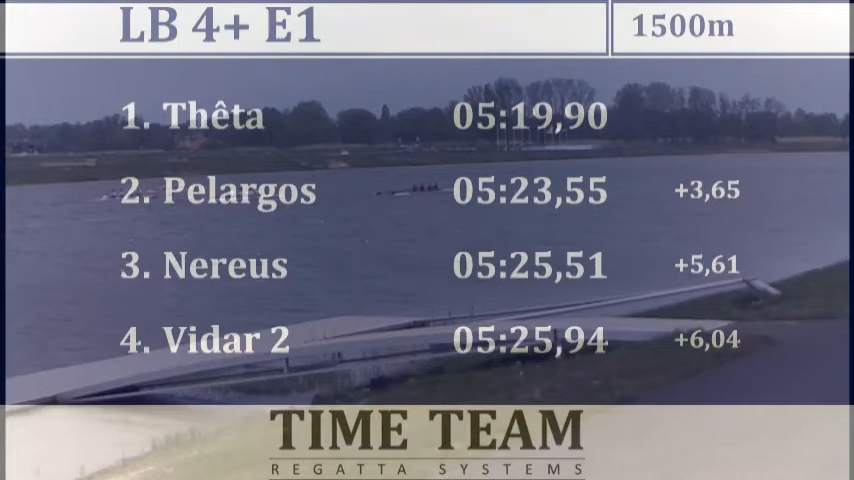 LB 4+ E1 1500m
1. Thêta 05:19,90
2. Pelargos 05:23,55 +3,65
3. Nereus 05:25,51 +5,61
4. Vidar 2 05:25,94 +6,04
TIME TEAM
REGATTA SYSTEMS